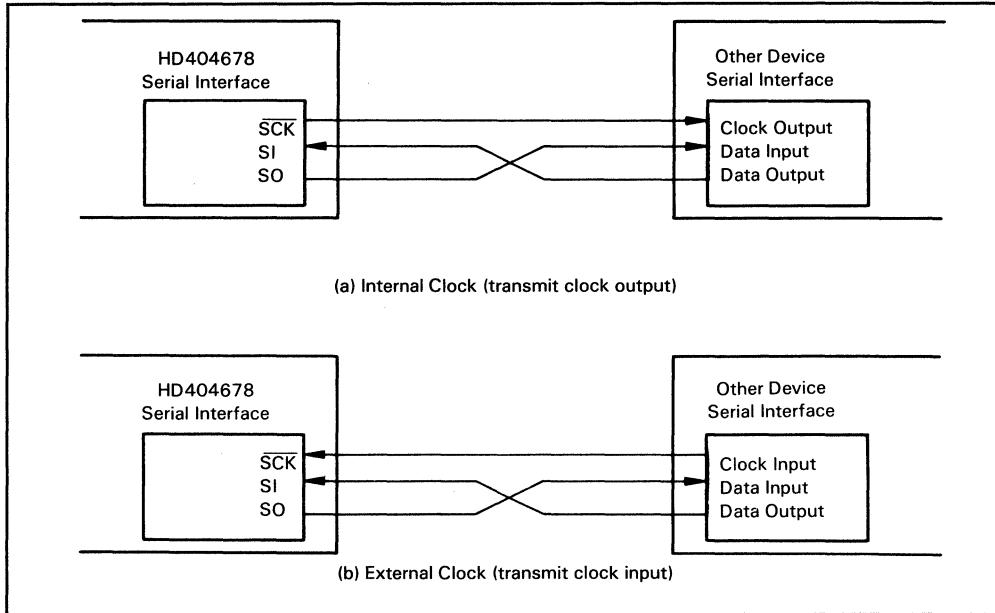 HD404678
Serial Interface
Other Device
Serial Interface
S̅C̅K̅
SI
SO
Clock Output
Data Input
Data Output
(a) Internal Clock (transmit clock output)
HD404678
Serial Interface
Other Device
Serial Interface
S̅C̅K̅
SI
SO
Clock Input
Data Input
Data Output
(b) External Clock (transmit clock input)